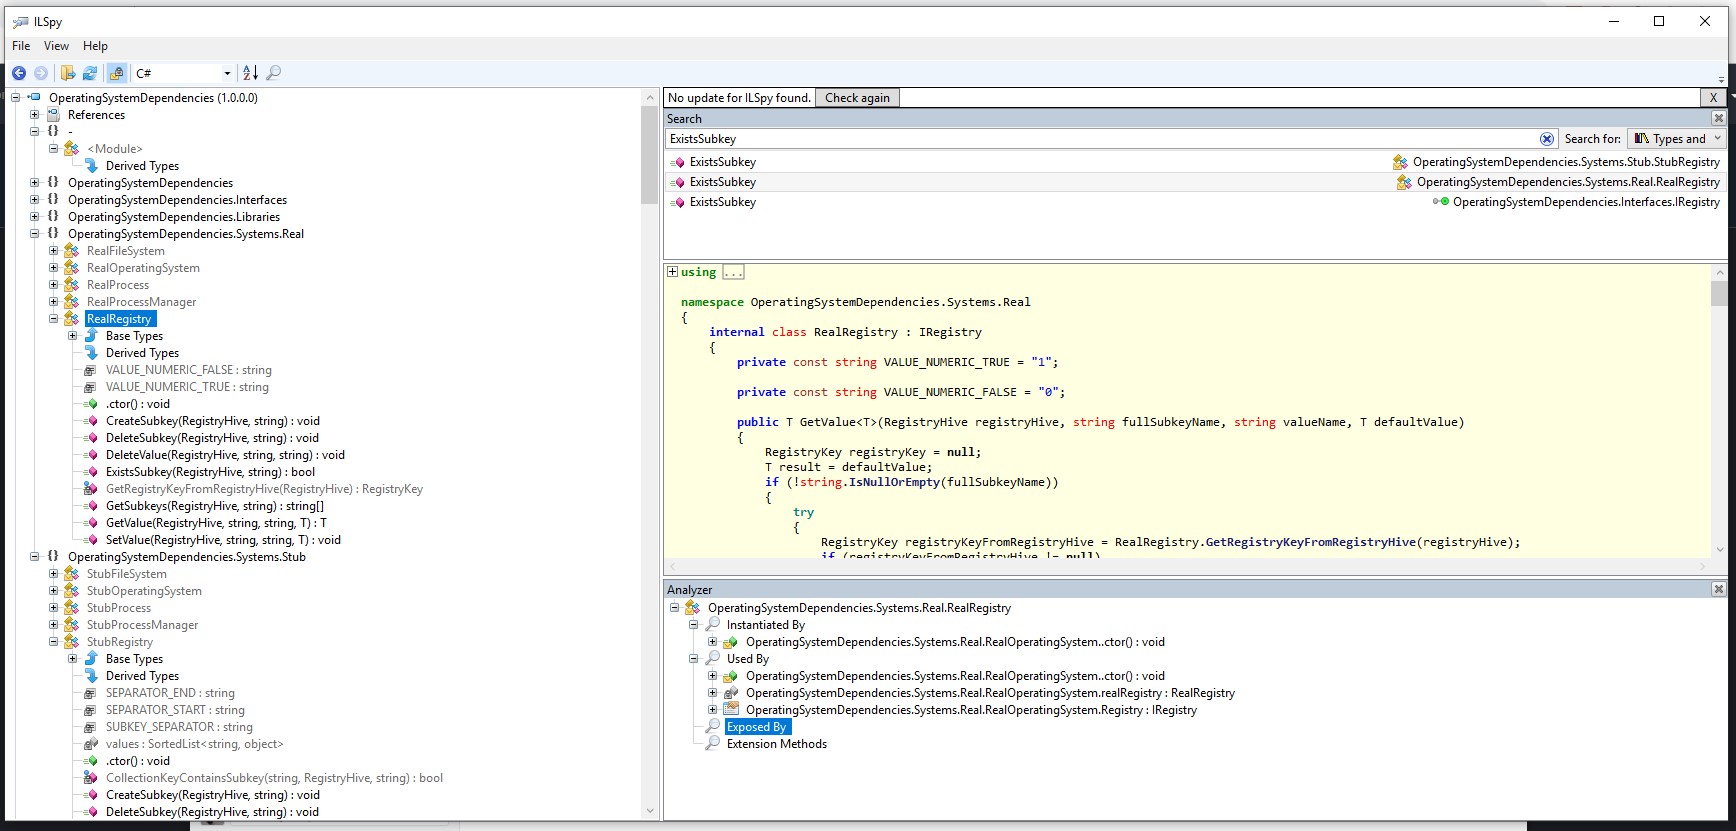 ILSpy
File View Help
C#
OperatingSystemDependencies (1.0.0.0)
References
-
<Module>
Derived Types
OperatingSystemDependencies
OperatingSystemDependencies.Interfaces
OperatingSystemDependencies.Libraries
OperatingSystemDependencies.Systems.Real
RealFileSystem
RealOperatingSystem
RealProcess
RealProcessManager
RealRegistry
Base Types
Derived Types
VALUE_NUMERIC_FALSE : string
VALUE_NUMERIC_TRUE : string
.ctor() : void
CreateSubkey(RegistryHive, string) : void
DeleteSubkey(RegistryHive, string) : void
DeleteValue(RegistryHive, string, string) : void
ExistsSubkey(RegistryHive, string) : bool
GetRegistryKeyFromRegistryHive(RegistryHive) : RegistryKey
GetSubkeys(RegistryHive, string) : string[]
GetValue(RegistryHive, string, string, T) : T
SetValue(RegistryHive, string, string, T) : void
OperatingSystemDependencies.Systems.Stub
StubFileSystem
StubOperatingSystem
StubProcess
StubProcessManager
StubRegistry
Base Types
Derived Types
SEPARATOR_END : string
SEPARATOR_START : string
SUBKEY_SEPARATOR : string
values : SortedList<string, object>
.ctor() : void
CollectionKeyContainsSubkey(string, RegistryHive, string) : bool
CreateSubkey(RegistryHive, string) : void
DeleteSubkey(RegistryHive, string) : void
No update for ILSpy found. Check again X
Search
ExistsSubkey Search for: Types and
ExistsSubkey OperatingSystemDependencies.Systems.Stub.StubRegistry
ExistsSubkey OperatingSystemDependencies.Systems.Real.RealRegistry
ExistsSubkey OperatingSystemDependencies.Interfaces.IRegistry
using ...
namespace OperatingSystemDependencies.Systems.Real
{
internal class RealRegistry : IRegistry
{
private const string VALUE_NUMERIC_TRUE = "1";
private const string VALUE_NUMERIC_FALSE = "0";
public T GetValue<T>(RegistryHive registryHive, string fullSubkeyName, string valueName, T defaultValue)
{
RegistryKey registryKey = null;
T result = defaultValue;
if (!string.IsNullOrEmpty(fullSubkeyName))
{
try
{
RegistryKey registryKeyFromRegistryHive = RealRegistry.GetRegistryKeyFromRegistryHive(registryHive);
if (registryKeyFromRegistryHive != null)
Analyzer
OperatingSystemDependencies.Systems.Real.RealRegistry
Instantiated By
OperatingSystemDependencies.Systems.Real.RealOperatingSystem..ctor() : void
Used By
OperatingSystemDependencies.Systems.Real.RealOperatingSystem..ctor() : void
OperatingSystemDependencies.Systems.Real.RealOperatingSystem.realRegistry : RealRegistry
OperatingSystemDependencies.Systems.Real.RealOperatingSystem.Registry : IRegistry
Exposed By
Extension Methods